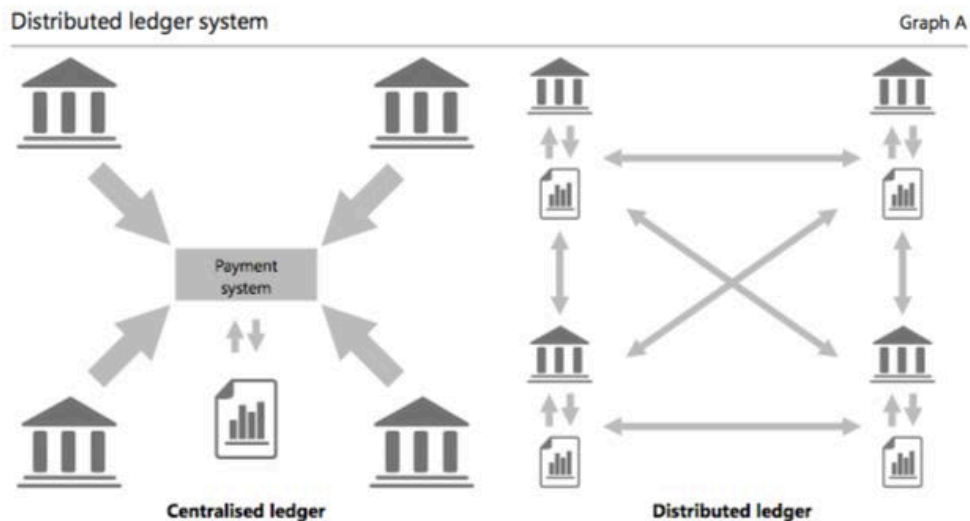 Distributed ledger system
Graph A
Payment
system
Centralised ledger
Distributed ledger